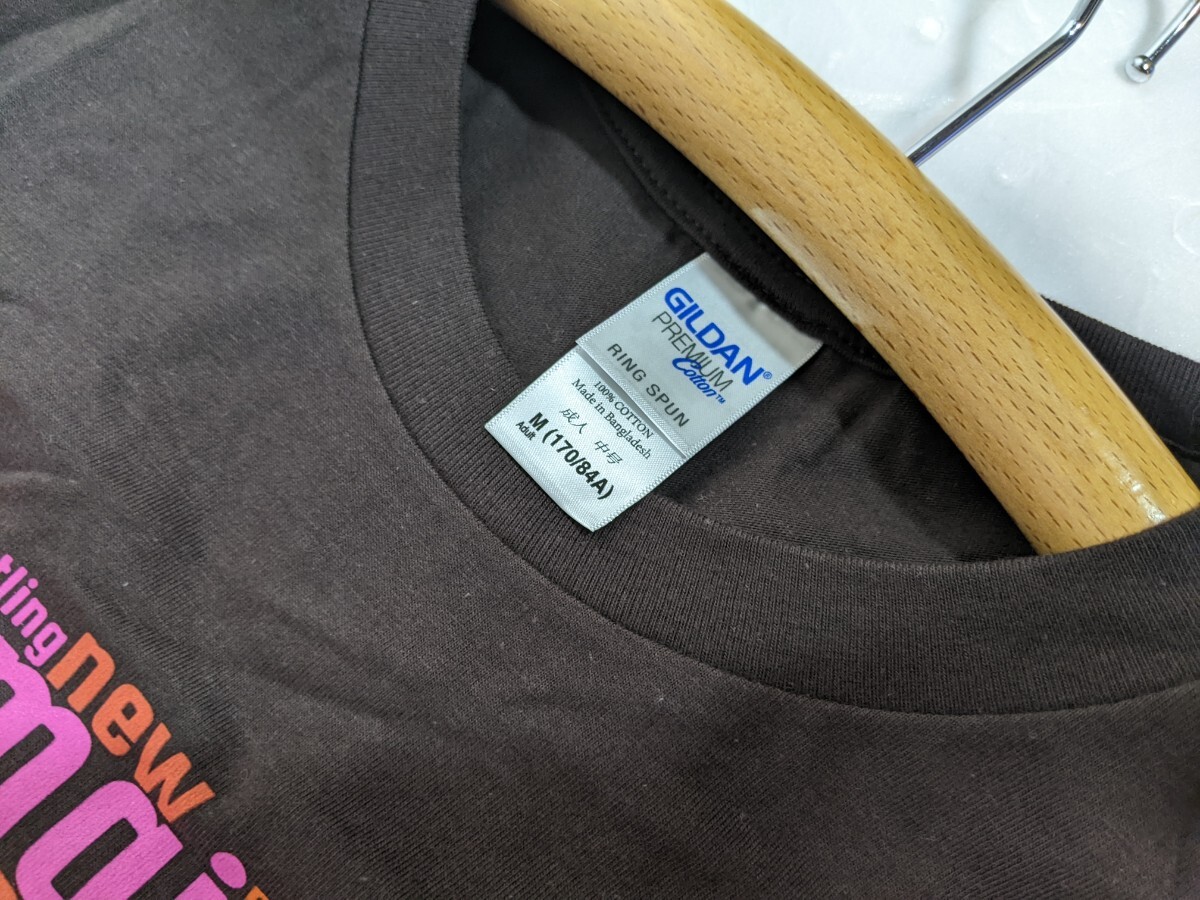 GILDAN®
PREMIUM
Cotton™
RING SPUN
100% COTTON
Made in Bangladesh
成人 中号
M (170/84A)
Adult
tling
new
mai